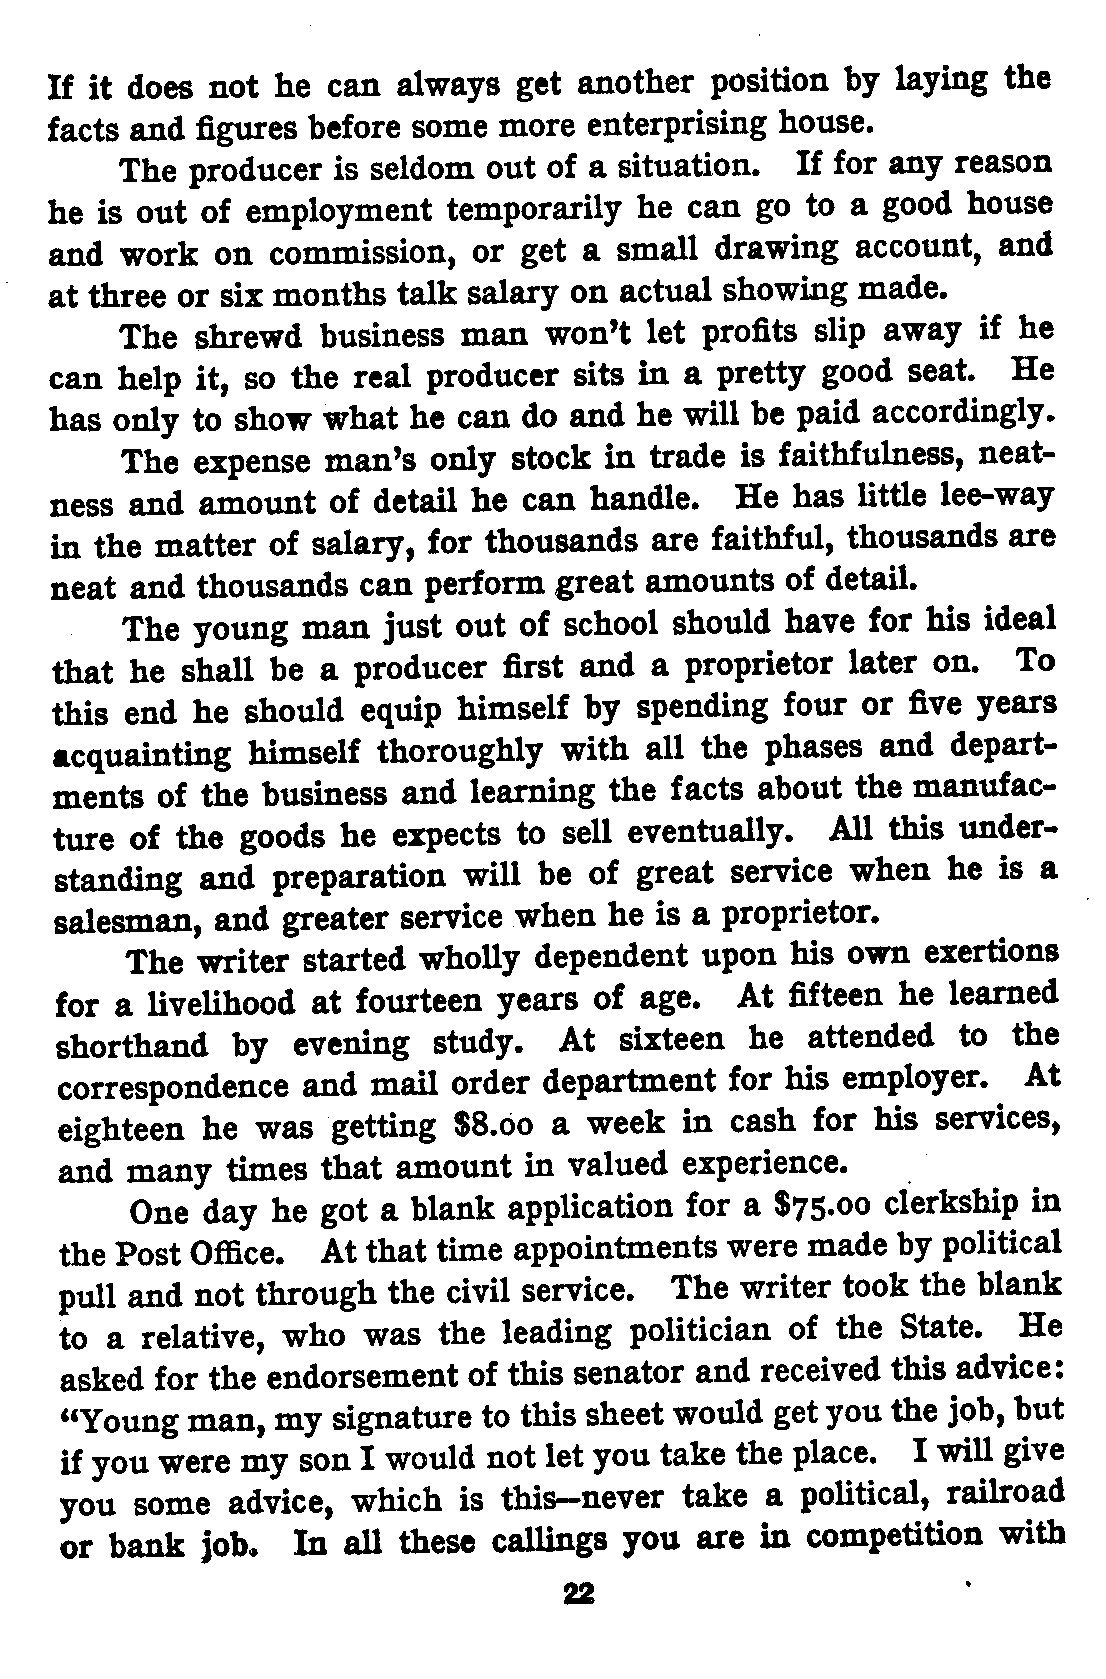 If it does not he can always get another position by laying the
facts and figures before some more enterprising house.
The producer is seldom out of a situation. If for any reason
he is out of employment temporarily he can go to a good house
and work on commission, or get a small drawing account, and
at three or six months talk salary on actual showing made.
The shrewd business man won't let profits slip away if he
can help it, so the real producer sits in a pretty good seat. He
has only to show what he can do and he will be paid accordingly.
The expense man's only stock in trade is faithfulness, neat-
ness and amount of detail he can handle. He has little lee-way
in the matter of salary, for thousands are faithful, thousands are
neat and thousands can perform great amounts of detail.
The young man just out of school should have for his ideal
that he shall be a producer first and a proprietor later on. To
this end he should equip himself by spending four or five years
acquainting himself thoroughly with all the phases and depart-
ments of the business and learning the facts about the manufac-
ture of the goods he expects to sell eventually. All this under-
standing and preparation will be of great service when he is a
salesman, and greater service when he is a proprietor.
The writer started wholly dependent upon his own exertions
for a livelihood at fourteen years of age. At fifteen he learned
shorthand by evening study. At sixteen he attended to the
correspondence and mail order department for his employer. At
eighteen he was getting $8.00 a week in cash for his services,
and many times that amount in valued experience.
One day he got a blank application for a $75.00 clerkship in
the Post Office. At that time appointments were made by political
pull and not through the civil service. The writer took the blank
to a relative, who was the leading politician of the State. He
asked for the endorsement of this senator and received this advice:
“Young man, my signature to this sheet would get you the job, but
if you were my son I would not let you take the place. I will give
you some advice, which is this—never take a political, railroad
or bank job. In all these callings you are in competition with
22